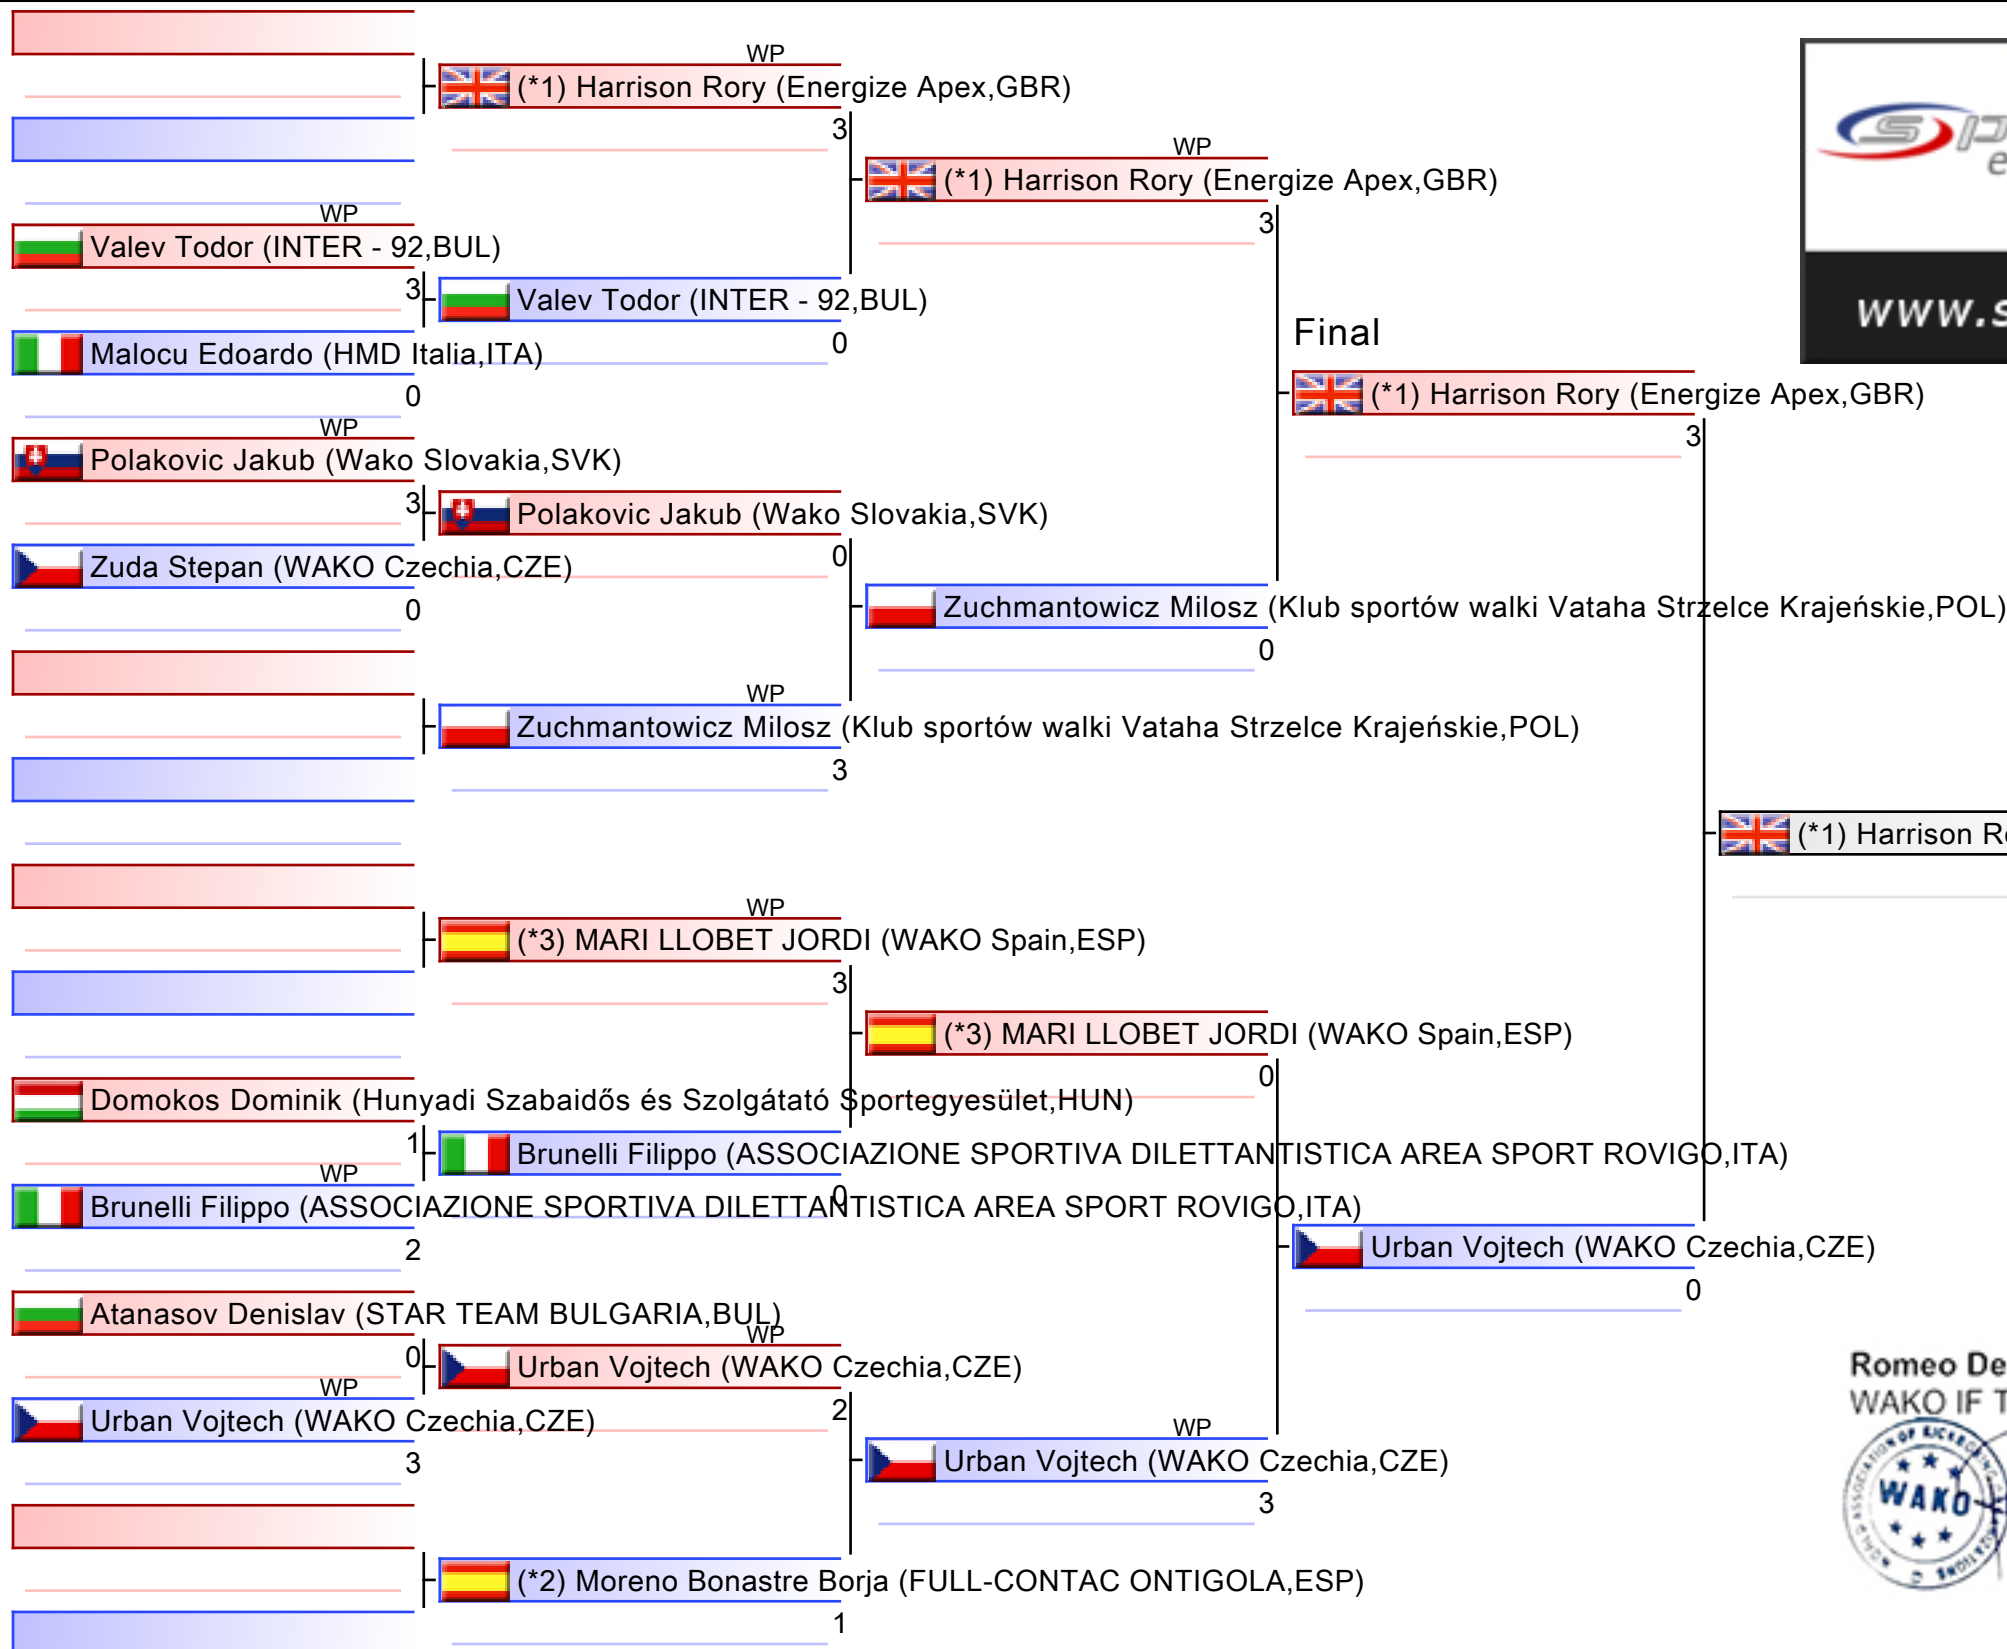 WP
(*1) Harrison Rory (Energize Apex,GBR)
3
WP
(*1) Harrison Rory (Energize Apex,GBR)
3
WP
Valev Todor (INTER - 92,BUL)
3
Valev Todor (INTER - 92,BUL)
0
Malocu Edoardo (HMD Italia,ITA)
0
Final
(*1) Harrison Rory (Energize Apex,GBR)
3
www.s
WP
Polakovic Jakub (Wako Slovakia,SVK)
3
Polakovic Jakub (Wako Slovakia,SVK)
0
Zuda Stepan (WAKO Czechia,CZE)
0
Zuchmantowicz Milosz (Klub sportów walki Vataha Strzelce Krajeńskie,POL)
0
WP
Zuchmantowicz Milosz (Klub sportów walki Vataha Strzelce Krajeńskie,POL)
3
(*1) Harrison
WP
(*3) MARI LLOBET JORDI (WAKO Spain,ESP)
3
(*3) MARI LLOBET JORDI (WAKO Spain,ESP)
0
Domokos Dominik (Hunyadi Szabaidős és Szolgátató Sportegyesület,HUN)
1
Brunelli Filippo (ASSOCIAZIONE SPORTIVA DILETTANTISTICA AREA SPORT ROVIGO,ITA)
0
WP
Brunelli Filippo (ASSOCIAZIONE SPORTIVA DILETTANTISTICA AREA SPORT ROVIGO,ITA)
2
Urban Vojtech (WAKO Czechia,CZE)
0
Atanasov Denislav (STAR TEAM BULGARIA,BUL)
0
WP
Urban Vojtech (WAKO Czechia,CZE)
2
WP
Urban Vojtech (WAKO Czechia,CZE)
3
WP
Urban Vojtech (WAKO Czechia,CZE)
3
(*2) Moreno Bonastre Borja (FULL-CONTAC ONTIGOLA,ESP)
1
Romeo De
WAKO IF T
WAKO